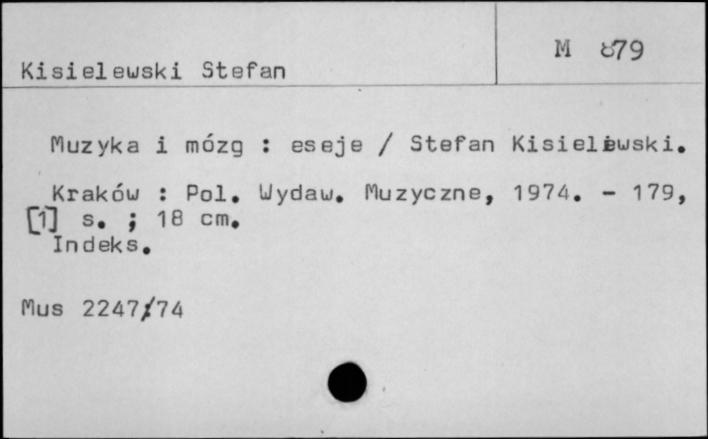 M 879
Kisielewski Stefan
Muzyka i mózg : eseje / Stefan Kisielewski.
Kraków : Pol. Wydaw. Muzyczne, 1974. - 179,
[1] s. ; 18 cm.
Indeks.
Mus 2247/74